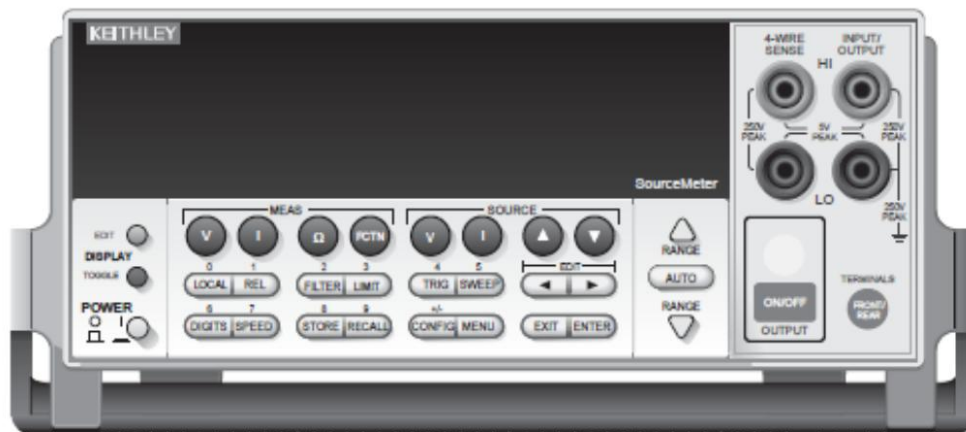 KEITHLEY
SourceMeter
4-WIRE SENSE
INPUT/ OUTPUT
HI
250V PEAK
5V PEAK
250V PEAK
LO
250V PEAK
EDIT
DISPLAY
TOGGLE
POWER
MEAS
V I Ω FCTN
0 1 2 3
LOCAL REL FILTER LIMIT
6 7 8 9
DIGITS SPEED STORE RECALL
SOURCE
V I
4 5
TRIG SWEEP
EDIT
+/-
CONFIG MENU
EXIT ENTER
RANGE
AUTO
RANGE
ON/OFF
OUTPUT
TERMINALS
FRONT/ REAR